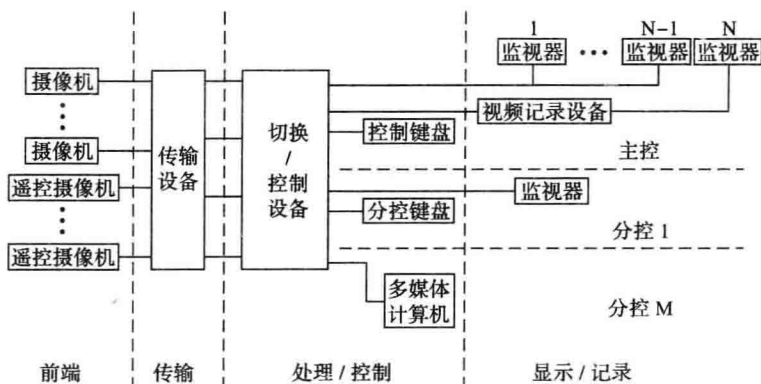 1 N-1 N
监视器 ··· 监视器 监视器
摄像机
视频记录设备
控制键盘
主控
摄像机
传输
设备
切换
/
控制
设备
遥控摄像机
监视器
分控键盘
分控 1
遥控摄像机
多媒体
计算机
分控 M
前端 传输 处理 / 控制 显示 / 记录